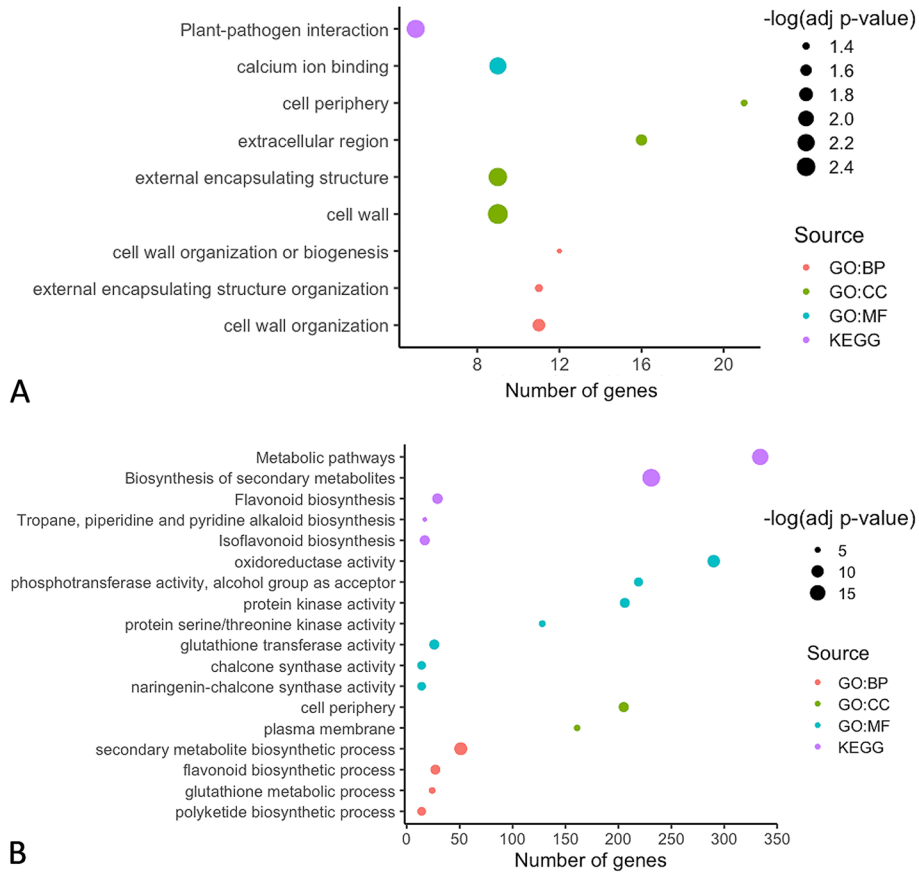 Plant-pathogen interaction
calcium ion binding
cell periphery
extracellular region
external encapsulating structure
cell wall
cell wall organization or biogenesis
external encapsulating structure organization
cell wall organization
8 12 16 20
Number of genes
A
-log(adj p-value)
1.4
1.6
1.8
2.0
2.2
2.4
Source
GO:BP
GO:CC
GO:MF
KEGG
Metabolic pathways
Biosynthesis of secondary metabolites
Flavonoid biosynthesis
Tropane, piperidine and pyridine alkaloid biosynthesis
Isoflavonoid biosynthesis
oxidoreductase activity
phosphotransferase activity, alcohol group as acceptor
protein kinase activity
protein serine/threonine kinase activity
glutathione transferase activity
chalcone synthase activity
naringenin-chalcone synthase activity
cell periphery
plasma membrane
secondary metabolite biosynthetic process
flavonoid biosynthetic process
glutathione metabolic process
polyketide biosynthetic process
0 50 100 150 200 250 300 350
Number of genes
B
-log(adj p-value)
5
10
15
Source
GO:BP
GO:CC
GO:MF
KEGG